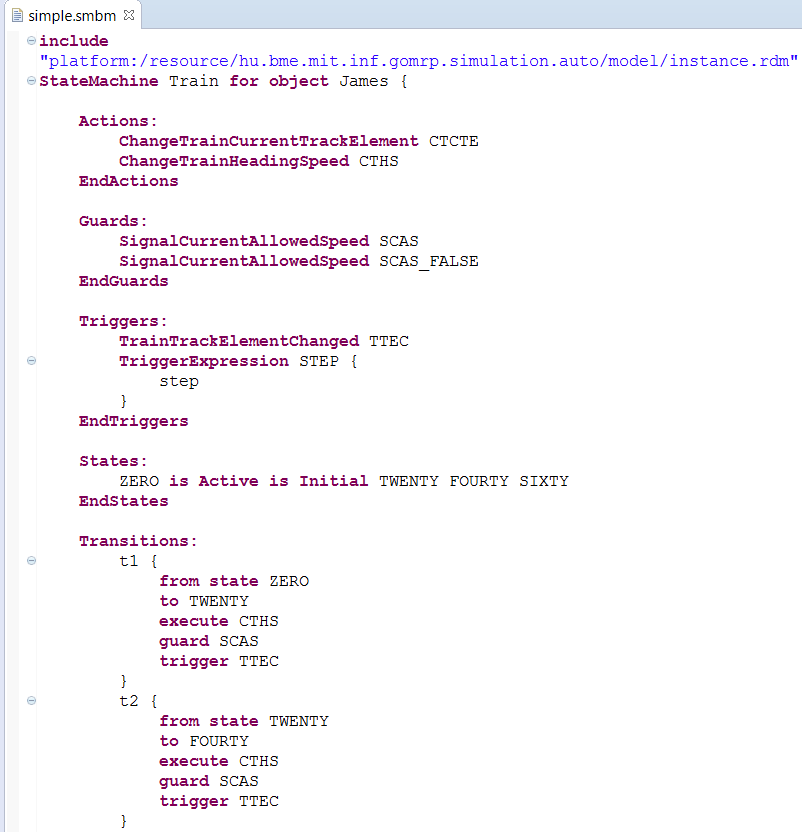 simple.smbm
include
"platform:/resource/hu.bme.mit.inf.gomrp.simulation.auto/model/instance.rdm"
StateMachine Train for object James {
Actions:
ChangeTrainCurrentTrackElement CTCTE
ChangeTrainHeadingSpeed CTHS
EndActions
Guards:
SignalCurrentAllowedSpeed SCAS
SignalCurrentAllowedSpeed SCAS_FALSE
EndGuards
Triggers:
TrainTrackElementChanged TTEC
TriggerExpression STEP {
step
}
EndTriggers
States:
ZERO is Active is Initial TWENTY FOURTY SIXTY
EndStates
Transitions:
t1 {
from state ZERO
to TWENTY
execute CTHS
guard SCAS
trigger TTEC
}
t2 {
from state TWENTY
to FOURTY
execute CTHS
guard SCAS
trigger TTEC
}